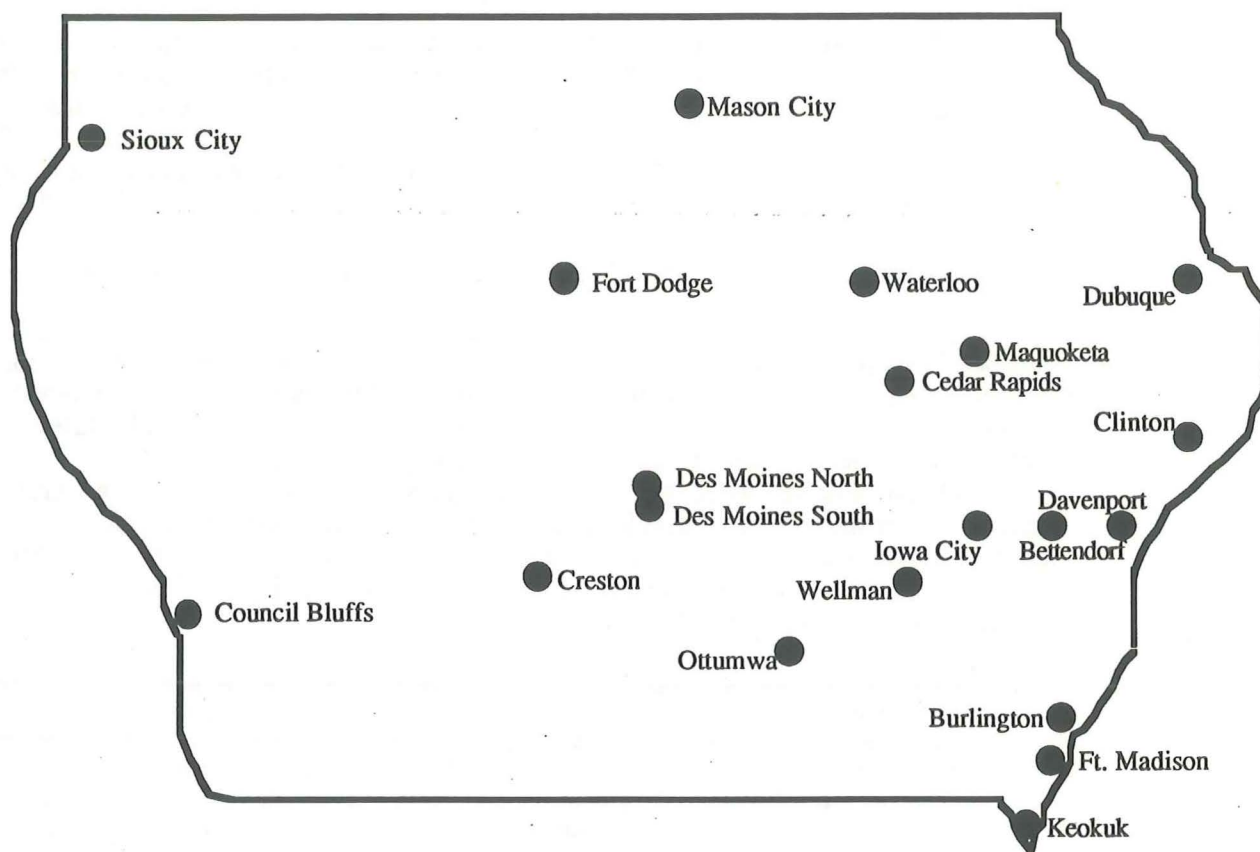 Mason City
Sioux City
Fort Dodge
Waterloo
Dubuque
Maquoketa
Cedar Rapids
Clinton
Des Moines North
Davenport
Des Moines South
Iowa City
Bettendorf
Creston
Wellman
Council Bluffs
Ottumwa
Burlington
Ft. Madison
Keokuk